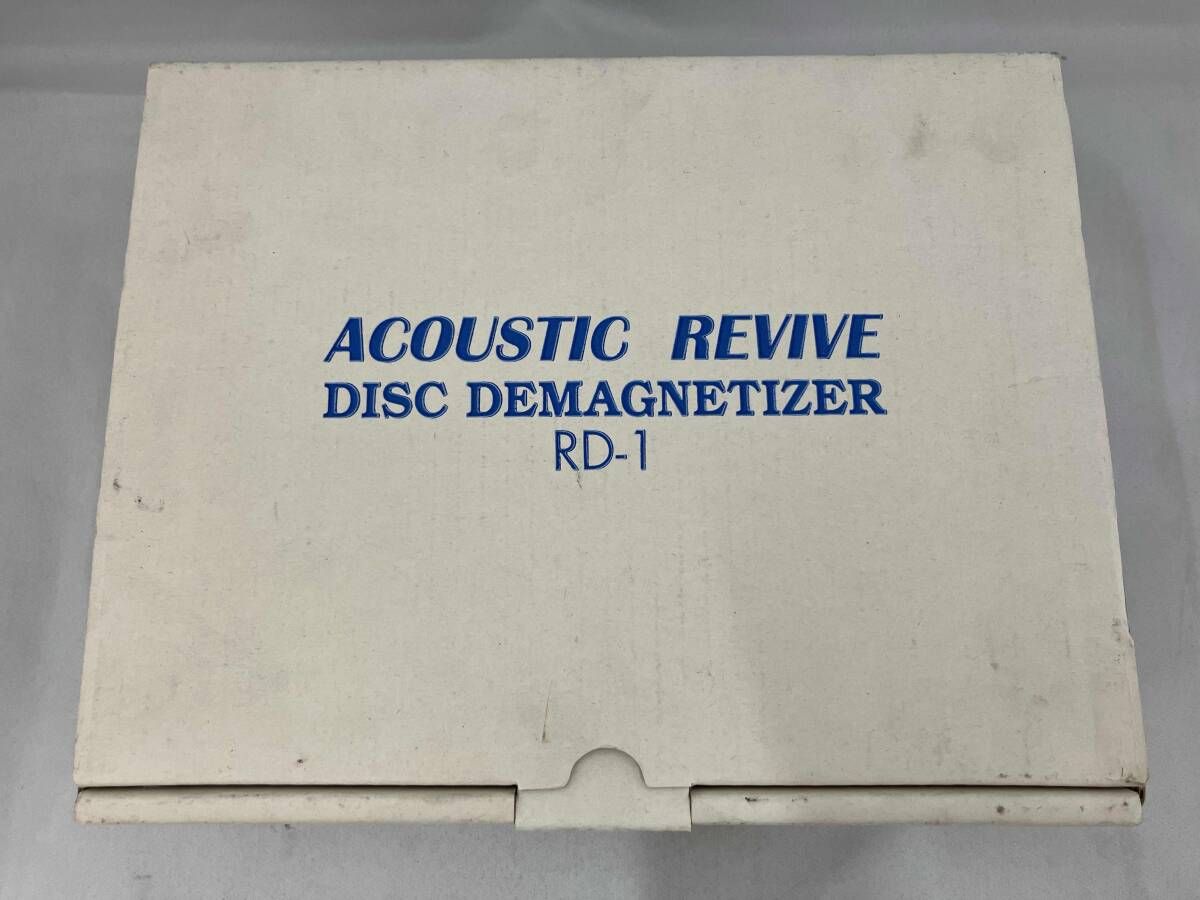 ACOUSTIC REVIVE
DISC DEMAGNETIZER
RD-1